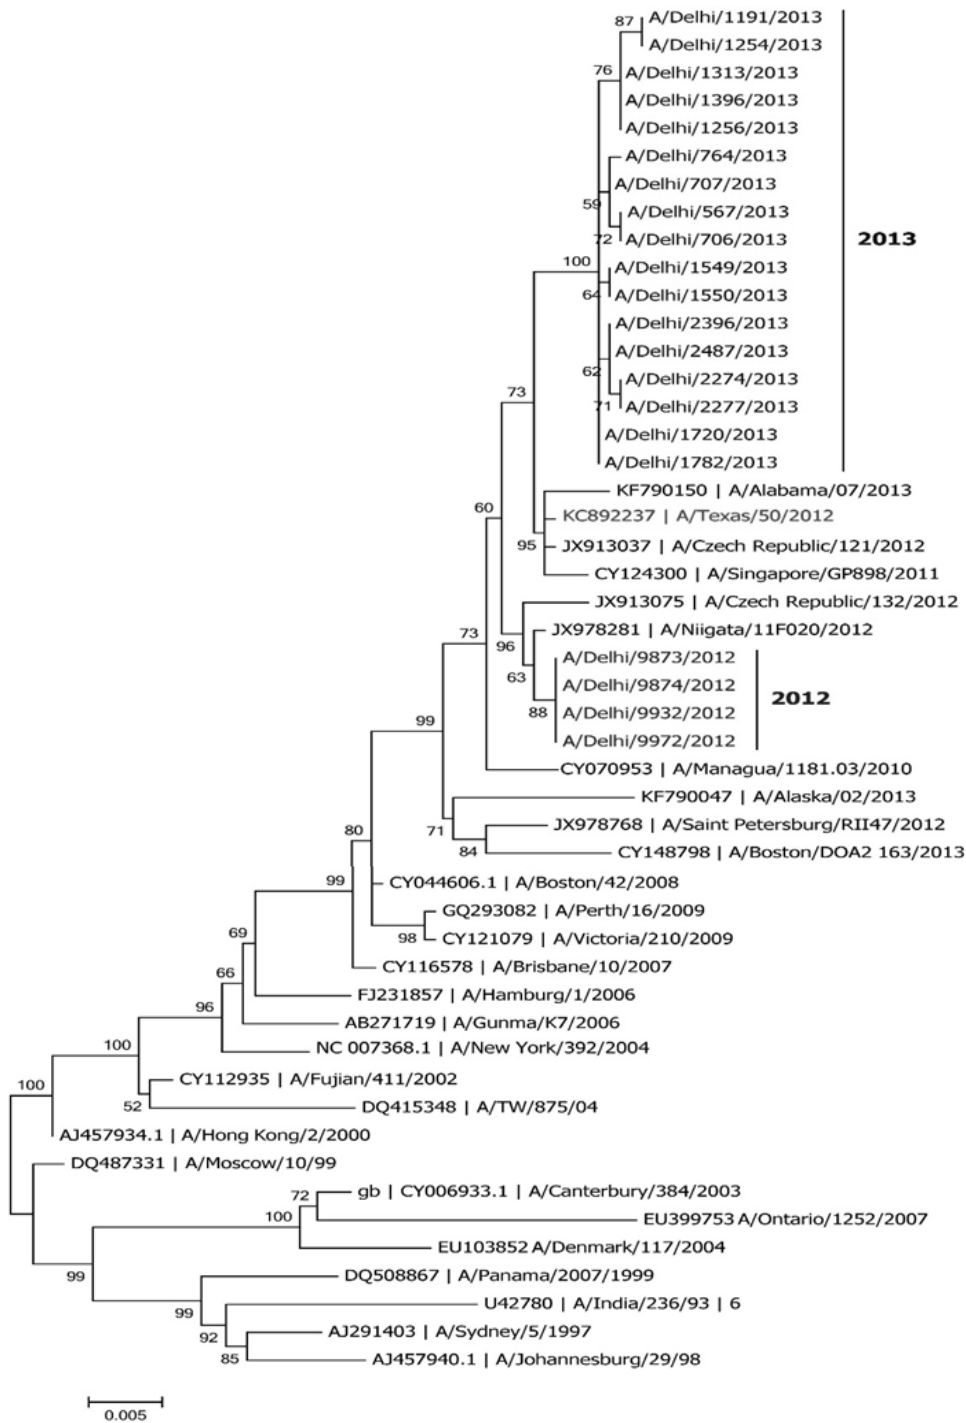 87
A/Delhi/1191/2013
A/Delhi/1254/2013
76
A/Delhi/1313/2013
A/Delhi/1396/2013
A/Delhi/1256/2013
A/Delhi/764/2013
A/Delhi/707/2013
59
A/Delhi/567/2013
72
A/Delhi/706/2013
2013
100
A/Delhi/1549/2013
64
A/Delhi/1550/2013
A/Delhi/2396/2013
A/Delhi/2487/2013
62
A/Delhi/2274/2013
71
A/Delhi/2277/2013
73
A/Delhi/1720/2013
A/Delhi/1782/2013
KF790150 | A/Alabama/07/2013
60
KC892237 | A/Texas/50/2012
95
JX913037 | A/Czech Republic/121/2012
CY124300 | A/Singapore/GP898/2011
JX913075 | A/Czech Republic/132/2012
73
JX978281 | A/Niigata/11F020/2012
96
A/Delhi/9873/2012
63
A/Delhi/9874/2012
2012
88
A/Delhi/9932/2012
99
A/Delhi/9972/2012
CY070953 | A/Managua/1181.03/2010
KF790047 | A/Alaska/02/2013
71
JX978768 | A/Saint Petersburg/RII47/2012
80
84
CY148798 | A/Boston/DOA2 163/2013
99
CY044606.1 | A/Boston/42/2008
GQ293082 | A/Perth/16/2009
98
CY121079 | A/Victoria/210/2009
69
CY116578 | A/Brisbane/10/2007
66
FJ231857 | A/Hamburg/1/2006
96
AB271719 | A/Gunma/K7/2006
100
NC 007368.1 | A/New York/392/2004
100
CY112935 | A/Fujian/411/2002
52
DQ415348 | A/TW/875/04
AJ457934.1 | A/Hong Kong/2/2000
DQ487331 | A/Moscow/10/99
72
gb | CY006933.1 | A/Canterbury/384/2003
100
EU399753 A/Ontario/1252/2007
EU103852 A/Denmark/117/2004
99
DQ508867 | A/Panama/2007/1999
99
U42780 | A/India/236/93 | 6
92
AJ291403 | A/Sydney/5/1997
85
AJ457940.1 | A/Johannesburg/29/98
0.005